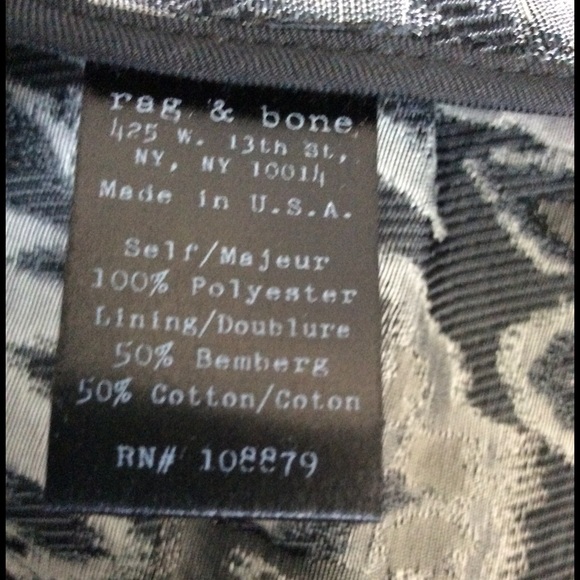 rag & bone
425 W. 13th St,
NY, NY 10014
Made in U.S.A.
Self/Majeur
100% Polyester
Lining/Doublure
50% Bemberg
50% Cotton/Coton
RN# 108879